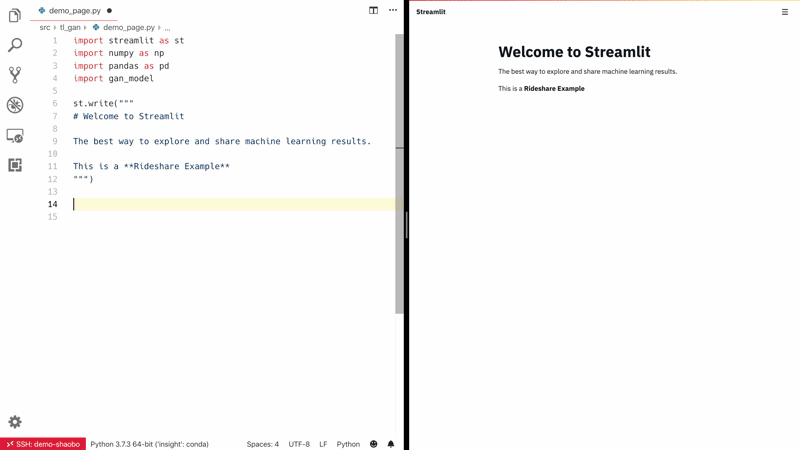 demo_page.py
src > tl_gan > demo_page.py > ...
1 import streamlit as st
2 import numpy as np
3 import pandas as pd
4 import gan_model
5
6 st.write("""
7 # Welcome to Streamlit
8
9 The best way to explore and share machine learning results.
10
11 This is a **Rideshare Example**
12 """)
13
14
15
SSH: demo-shaobo Python 3.7.3 64-bit ('insight': conda) Spaces: 4 UTF-8 LF Python
Streamlit
Welcome to Streamlit
The best way to explore and share machine learning results.
This is a Rideshare Example